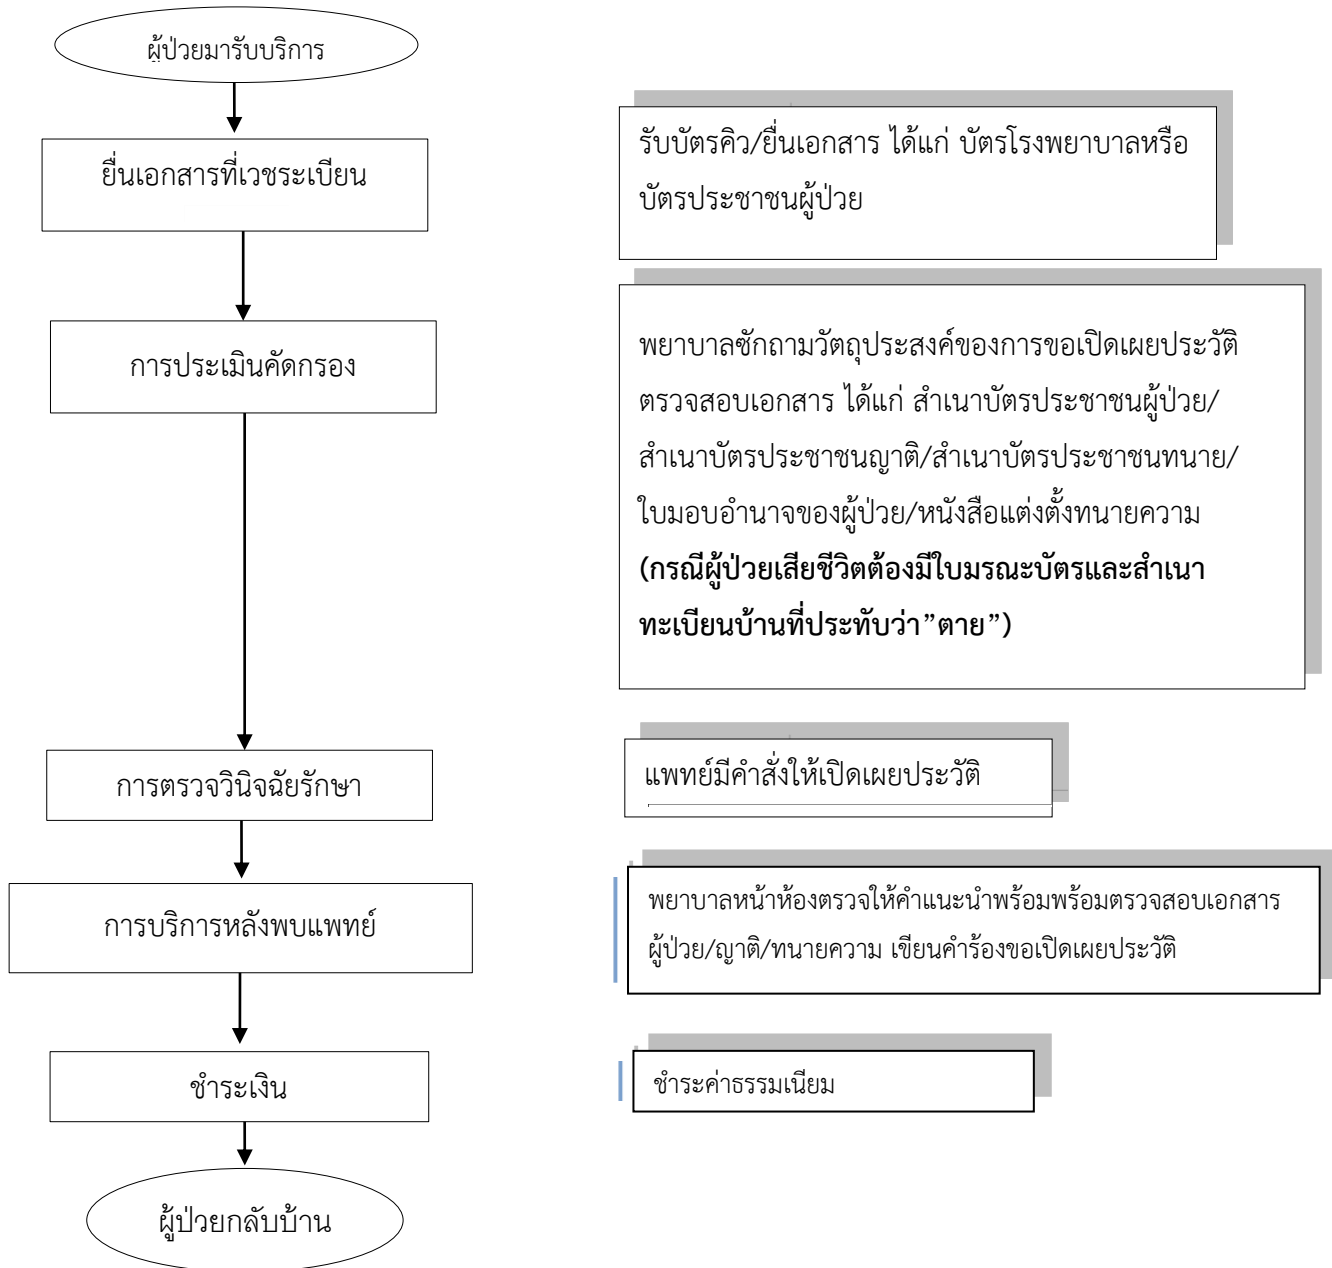 ผู้ป่วยมารับบริการ
ยื่นเอกสารที่เวชระเบียน
รับบัตรคิว/ยื่นเอกสาร ได้แก่ บัตรโรงพยาบาลหรือ
บัตรประชาชนผู้ป่วย
การประเมินคัดกรอง
พยาบาลซักถามวัตถุประสงค์ของการขอเปิดเผยประวัติ
ตรวจสอบเอกสาร ได้แก่ สำเนาบัตรประชาชนผู้ป่วย/
สำเนาบัตรประชาชนญาติ/สำเนาบัตรประชาชนทนาย/
ใบมอบอำนาจของผู้ป่วย/หนังสือแต่งตั้งทนายความ
(กรณีผู้ป่วยเสียชีวิตต้องมีใบมรณะบัตรและสำเนา
ทะเบียนบ้านที่ประทับว่า”ตาย”)
การตรวจวินิจฉัยรักษา
แพทย์มีคำสั่งให้เปิดเผยประวัติ
การบริการหลังพบแพทย์
พยาบาลหน้าห้องตรวจให้คำแนะนำพร้อมพร้อมตรวจสอบเอกสาร
ผู้ป่วย/ญาติ/ทนายความ เขียนคำร้องขอเปิดเผยประวัติ
ชำระเงิน
ชำระค่าธรรมเนียม
ผู้ป่วยกลับบ้าน